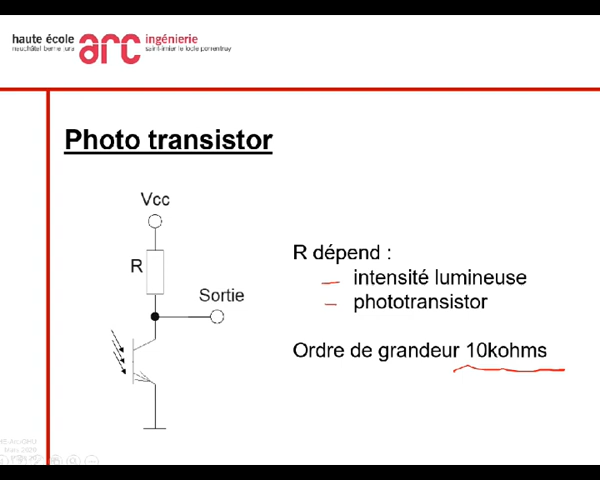 haute école arc ingénierie
neuchâtel berne jura saint-imier le locle porrentruy
Photo transistor
Vcc
R dépend :
R
intensité lumineuse
Sortie
phototransistor
Ordre de grandeur 10kohms